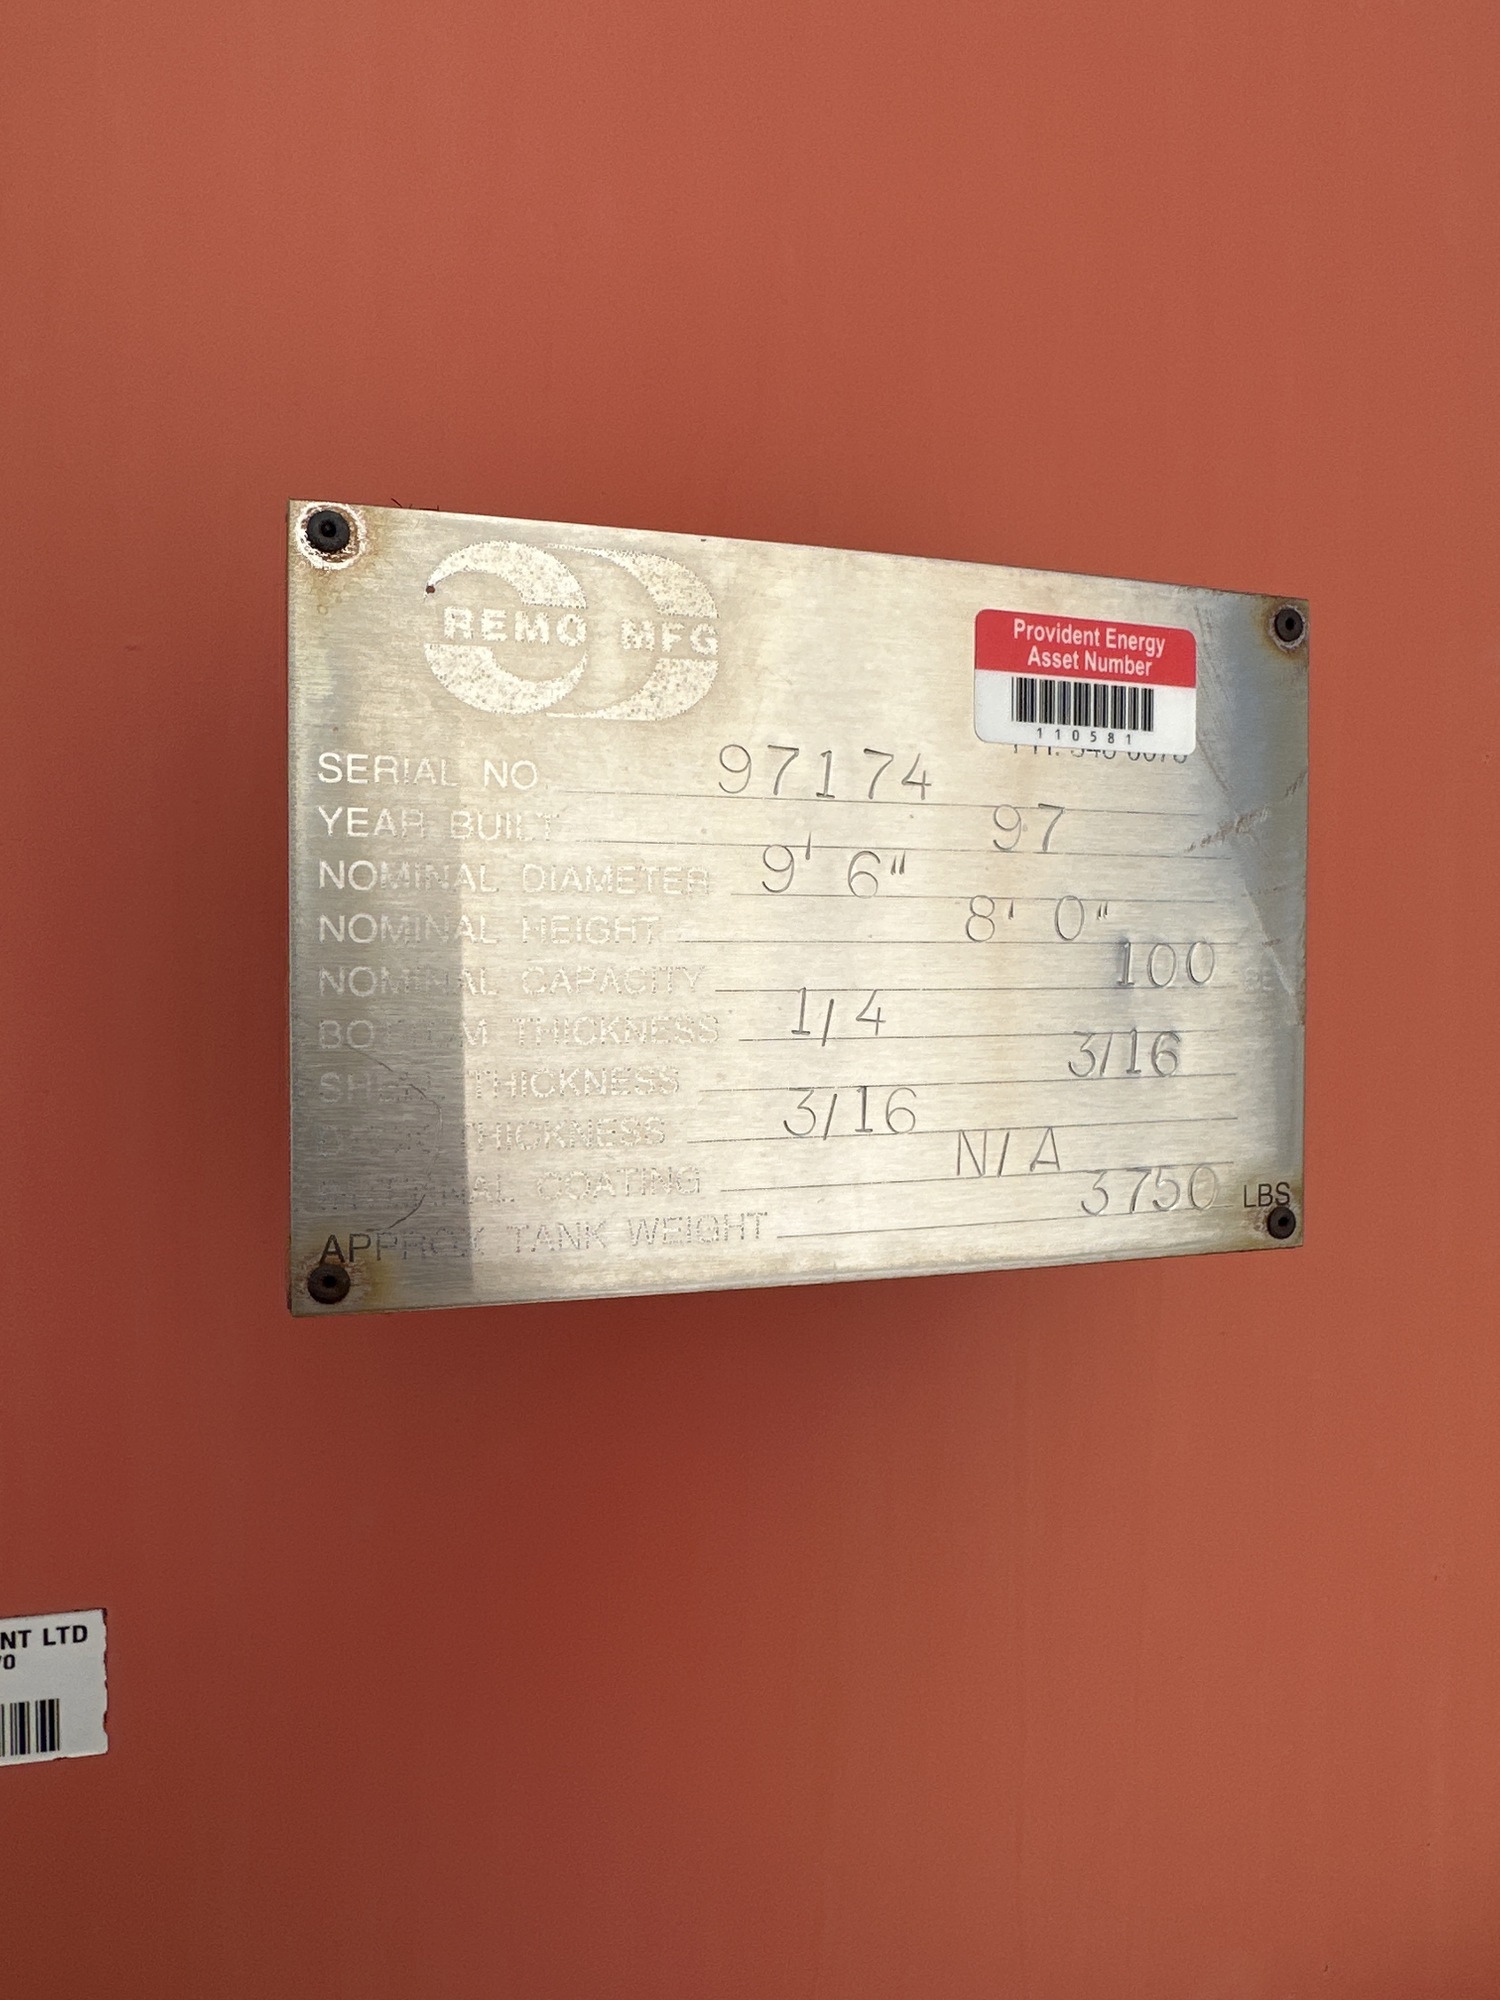 REMO MFG
Provident Energy
Asset Number
110581
SERIAL NO. 97174
YEAR BUILT 97
NOMINAL DIAMETER 9' 6"
NOMINAL HEIGHT 8' 0"
NOMINAL CAPACITY 100
BOTTOM THICKNESS 1/4
SHELL THICKNESS 3/16
THICKNESS 3/16
COATING N/A
APPROX TANK WEIGHT 3750 LBS
NT LTD